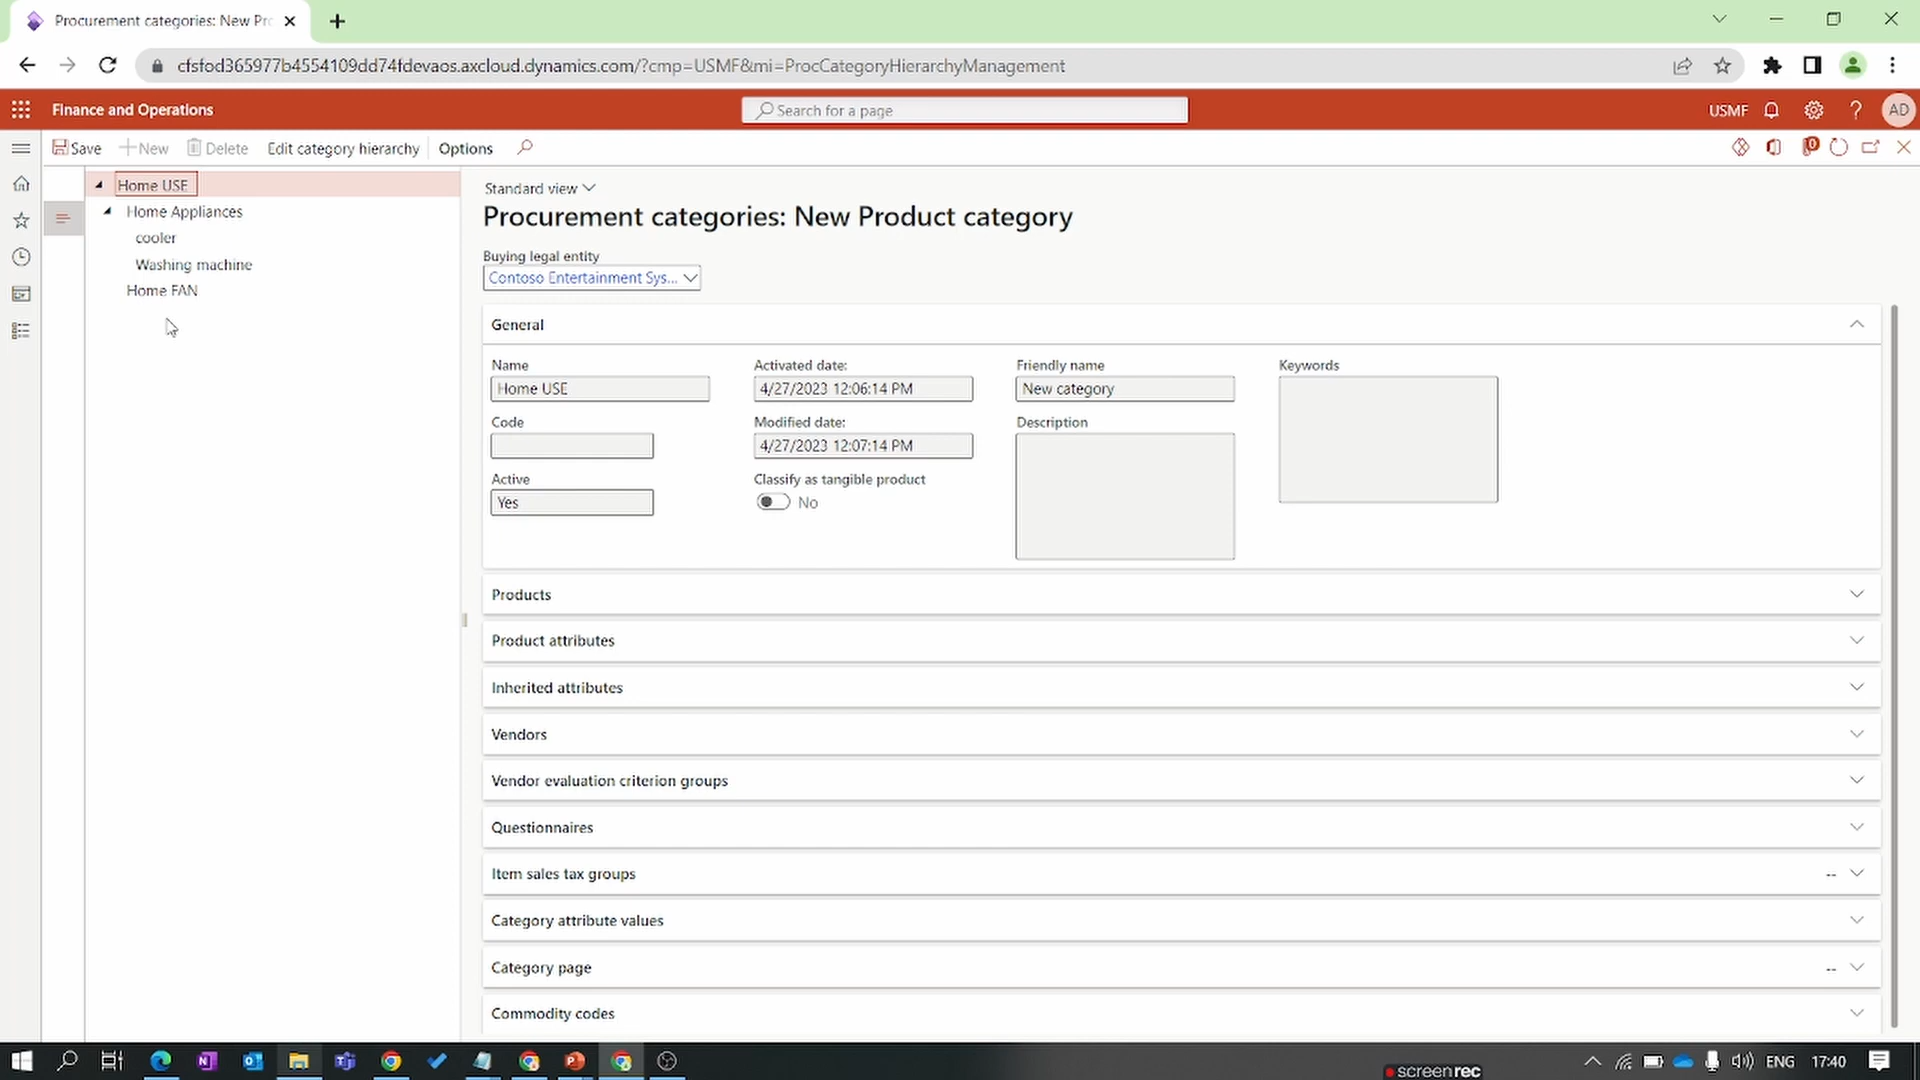 Procurement categories: New Pro
cfsfod365977b4554109dd74fdevaos.axcloud.dynamics.com/?cmp=USMF&mi=ProcCategoryHierarchyManagement
Finance and Operations
Search for a page
USMF
AD
Save
New
Delete
Edit category hierarchy
Options
0
Home USE
Home Appliances
cooler
Washing machine
Home FAN
Standard view
Procurement categories: New Product category
Buying legal entity
Contoso Entertainment Sys...
General
Name
Activated date:
Friendly name
Keywords
Home USE
4/27/2023 12:06:14 PM
New category
Code
Modified date:
Description
4/27/2023 12:07:14 PM
Active
Classify as tangible product
Yes
No
Products
Product attributes
Inherited attributes
Vendors
Vendor evaluation criterion groups
Questionnaires
Item sales tax groups
--
Category attribute values
Category page
--
Commodity codes
ENG
17:40
screenrec